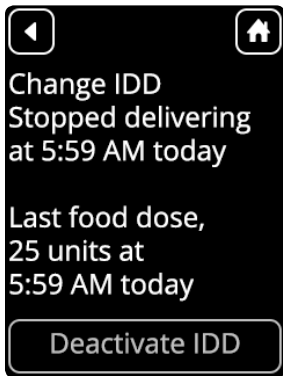 Change IDD
Stopped delivering
at 5:59 AM today
Last food dose,
25 units at
5:59 AM today
Deactivate IDD